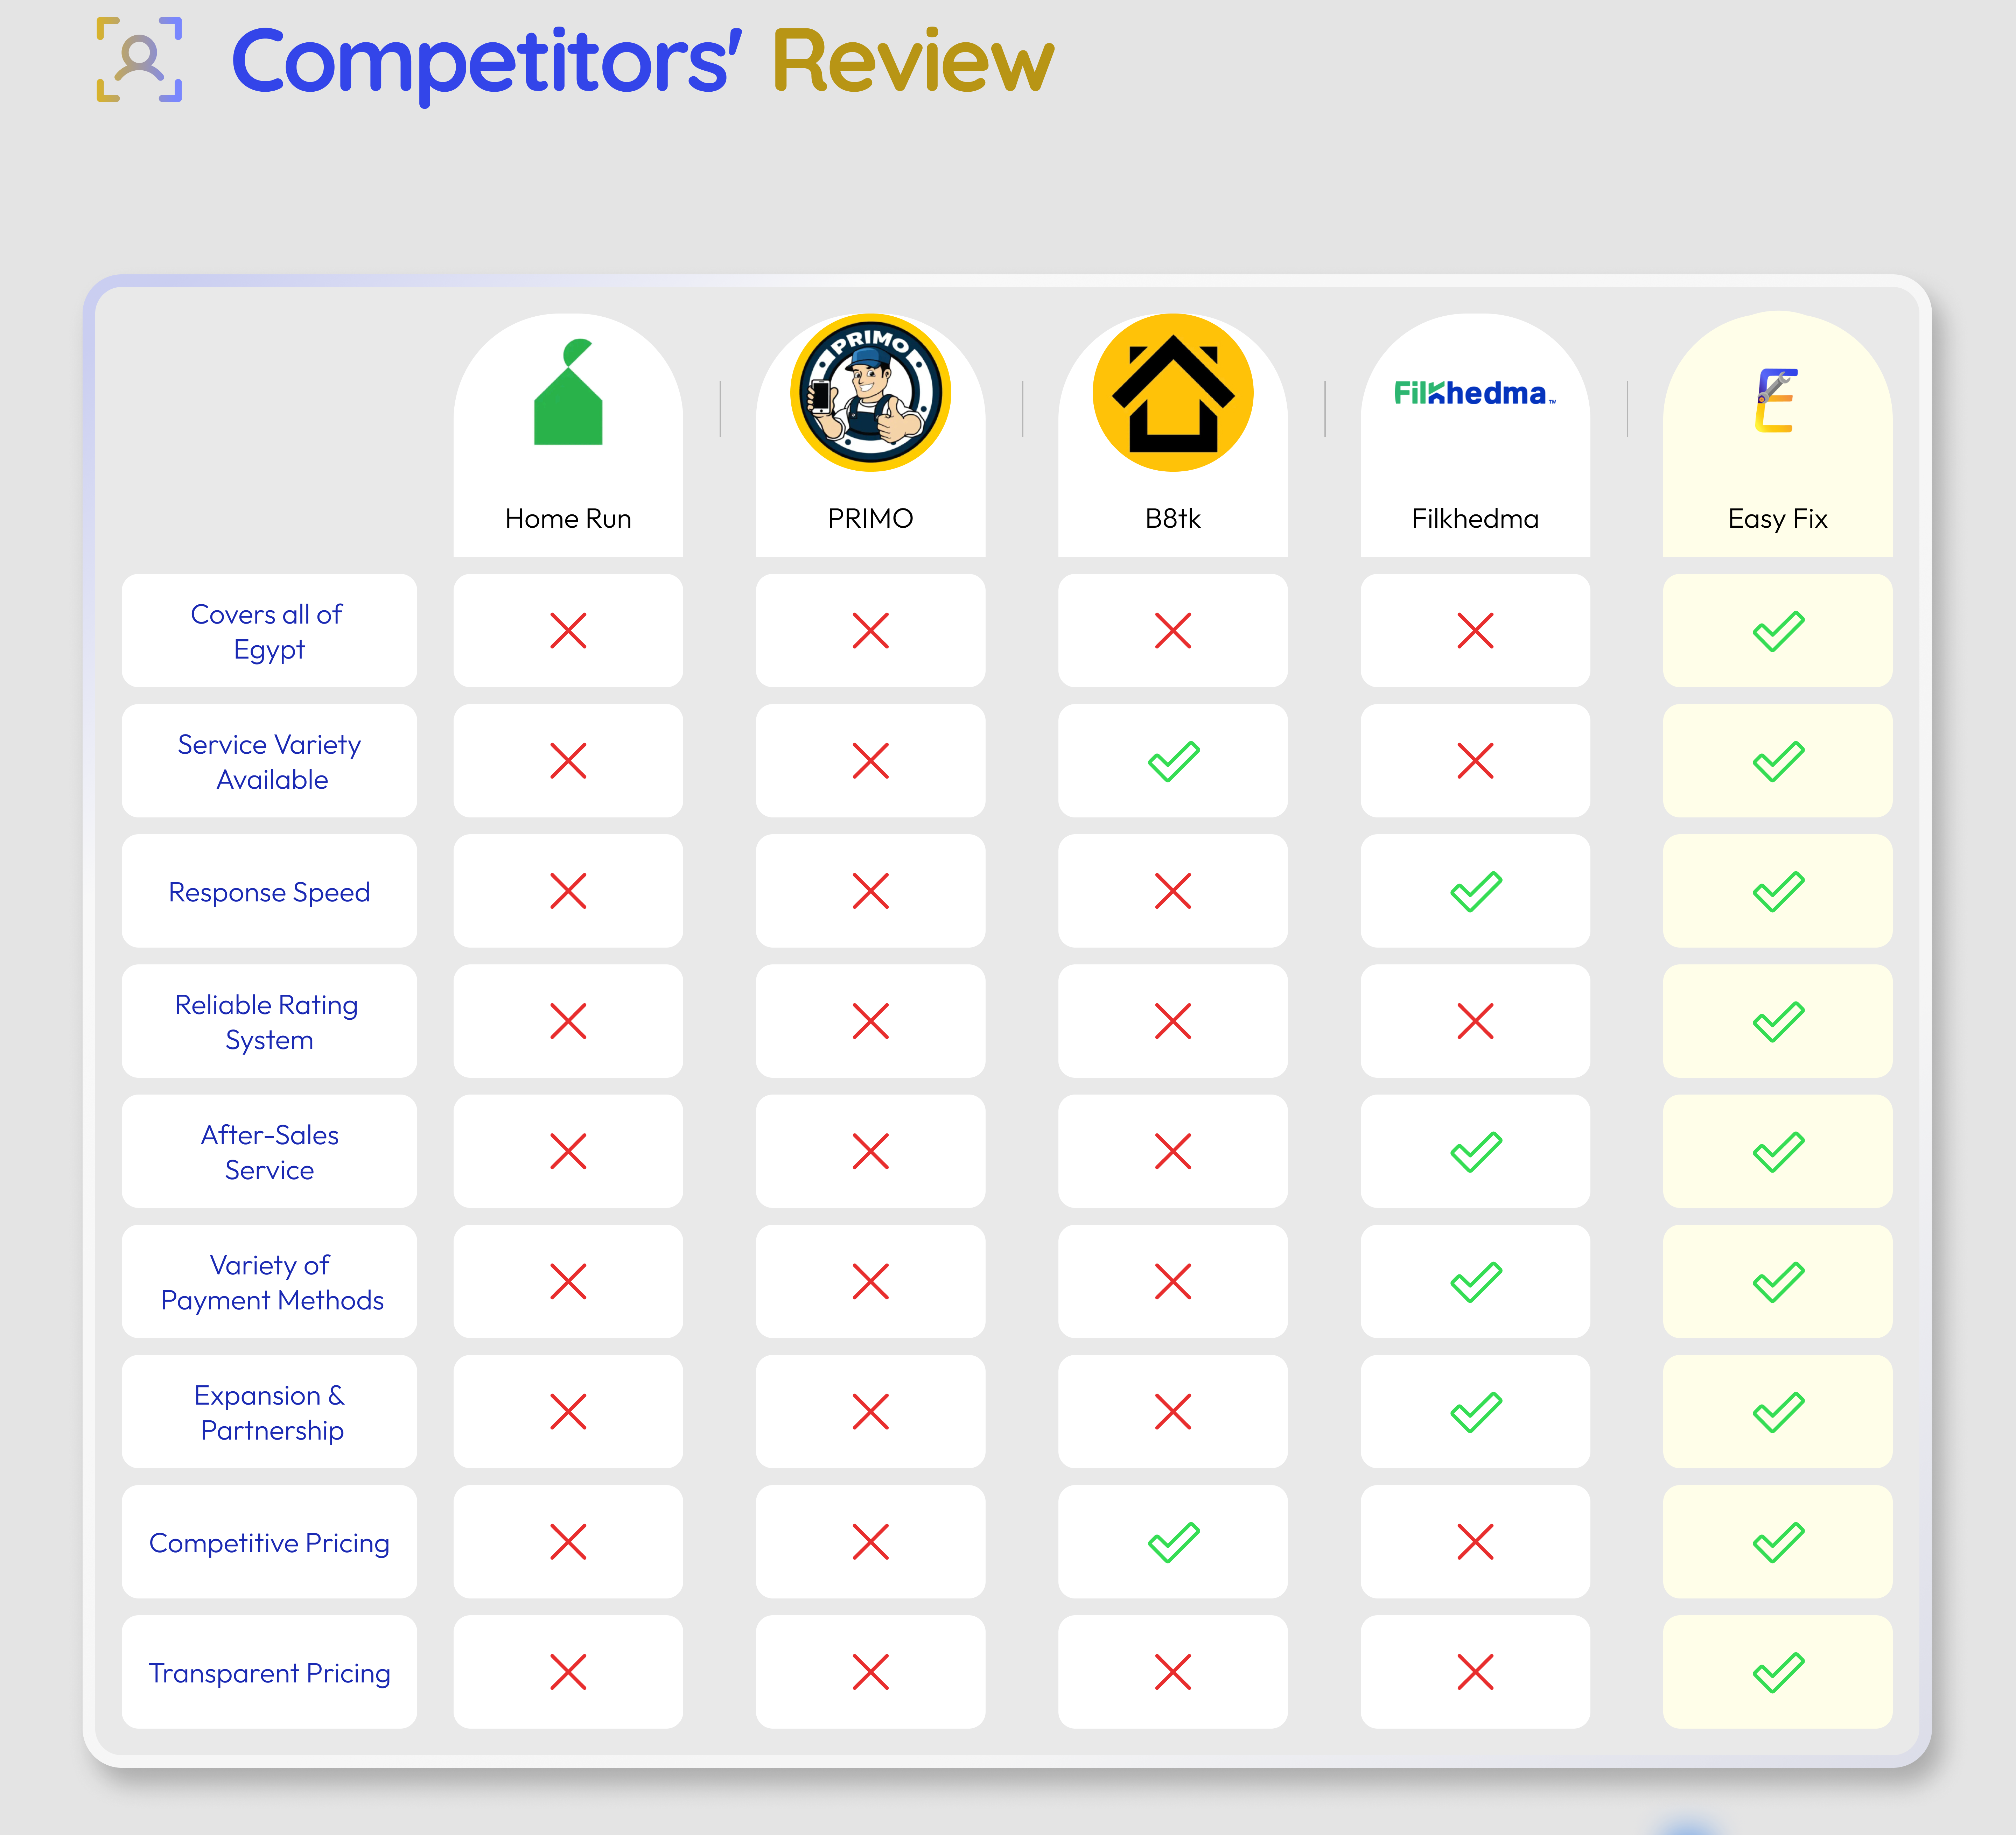 Competitors' Review
PRIMO
Filkhedma™
Home Run
PRIMO
B8tk
Filkhedma
Easy Fix
Covers all of
Egypt
Service Variety
Available
Response Speed
Reliable Rating
System
After-Sales
Service
Variety of
Payment Methods
Expansion &
Partnership
Competitive Pricing
Transparent Pricing